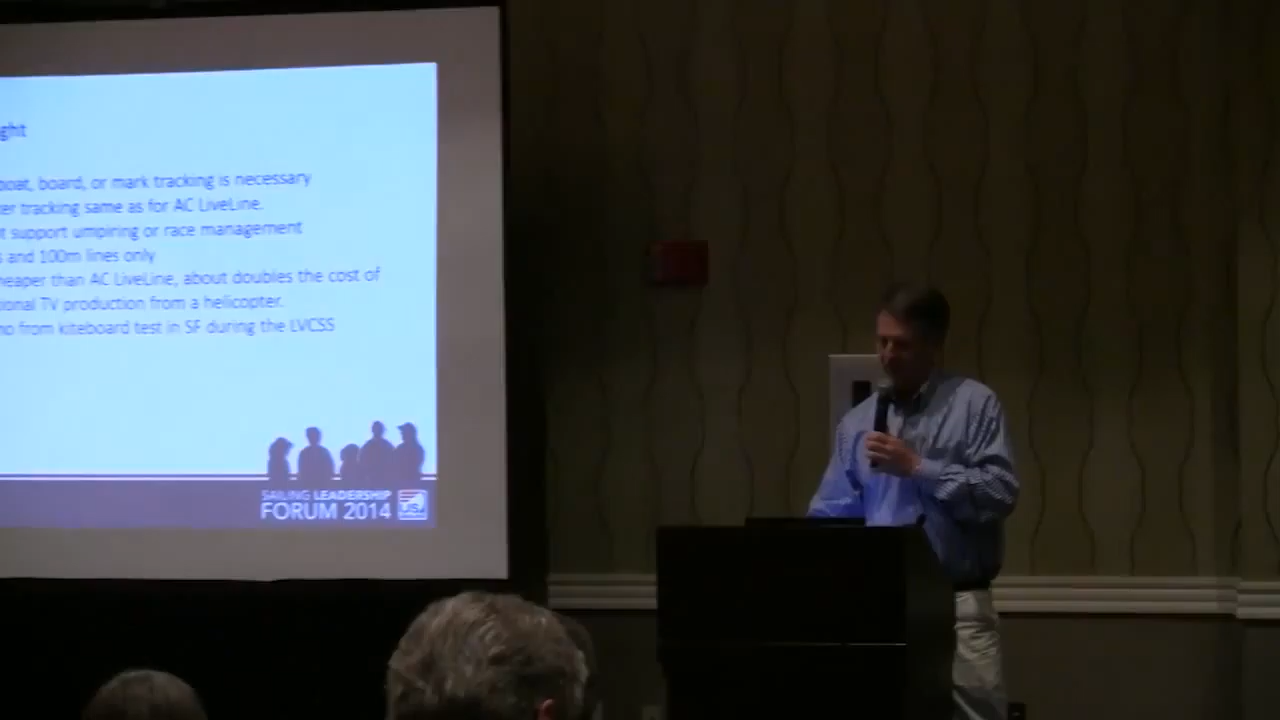 ght
boat, board, or mark tracking is necessary
er tracking same as for AC LiveLine.
t support umpiring or race management
s and 100m lines only
heaper than AC LiveLine, about doubles the cost of
ional TV production from a helicopter.
no from kiteboard test in SF during the LVCSS
SAILING LEADERSHIP
FORUM 2014
US